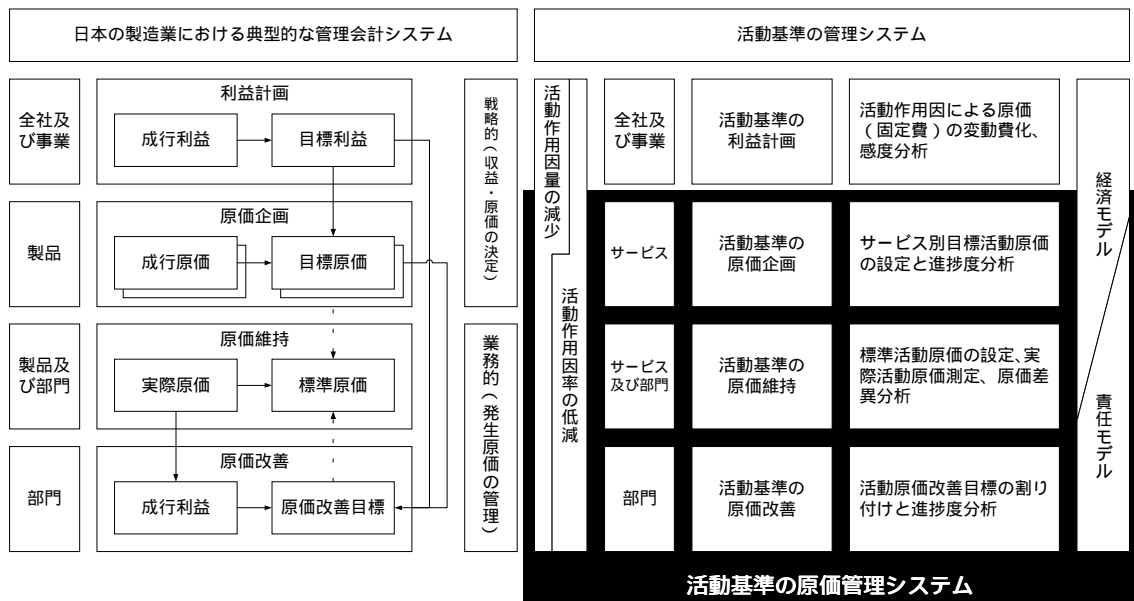 日本の製造業における典型的な管理会計システム
活動基準の管理システム
全社及
び事業
利益計画
成行利益
目標利益
製品
原価企画
成行原価
目標原価
製品及
び部門
原価維持
実際原価
標準原価
部門
原価改善
成行利益
原価改善目標
戦略的（収益・原価の決定）
業務的（発生原価の管理）
活動作用因量の減少
活動作用因率の低減
全社及
び事業
活動基準の
利益計画
活動作用因による原価
（固定費）の変動費化、
感度分析
サービス
活動基準の
原価企画
サービス別目標活動原価
の設定と進捗度分析
サービス
及び部門
活動基準の
原価維持
標準活動原価の設定、実
際活動原価測定、原価差
異分析
部門
活動基準の
原価改善
活動原価改善目標の割り
付けと進捗度分析
経済モデル
責任モデル
活動基準の原価管理システム